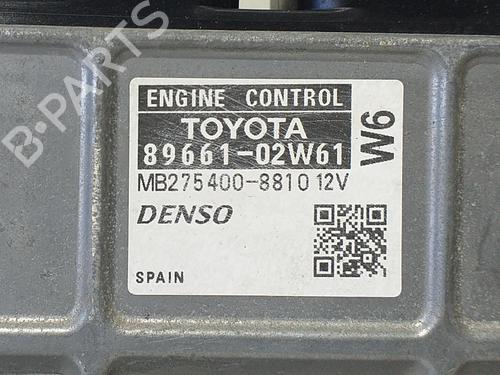 ENGINE CONTROL
TOYOTA
89661-02W61
W6
MB275400-8810 12V
DENSO
SPAIN
B-PARTS